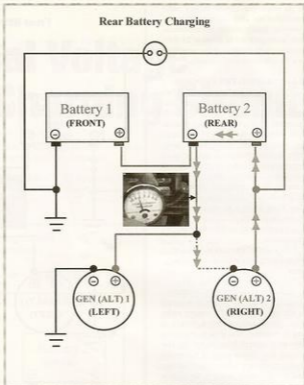 Rear Battery Charging
Battery 1
(FRONT)
Battery 2
(REAR)
GEN (ALT) 1
(LEFT)
GEN (ALT) 2
(RIGHT)